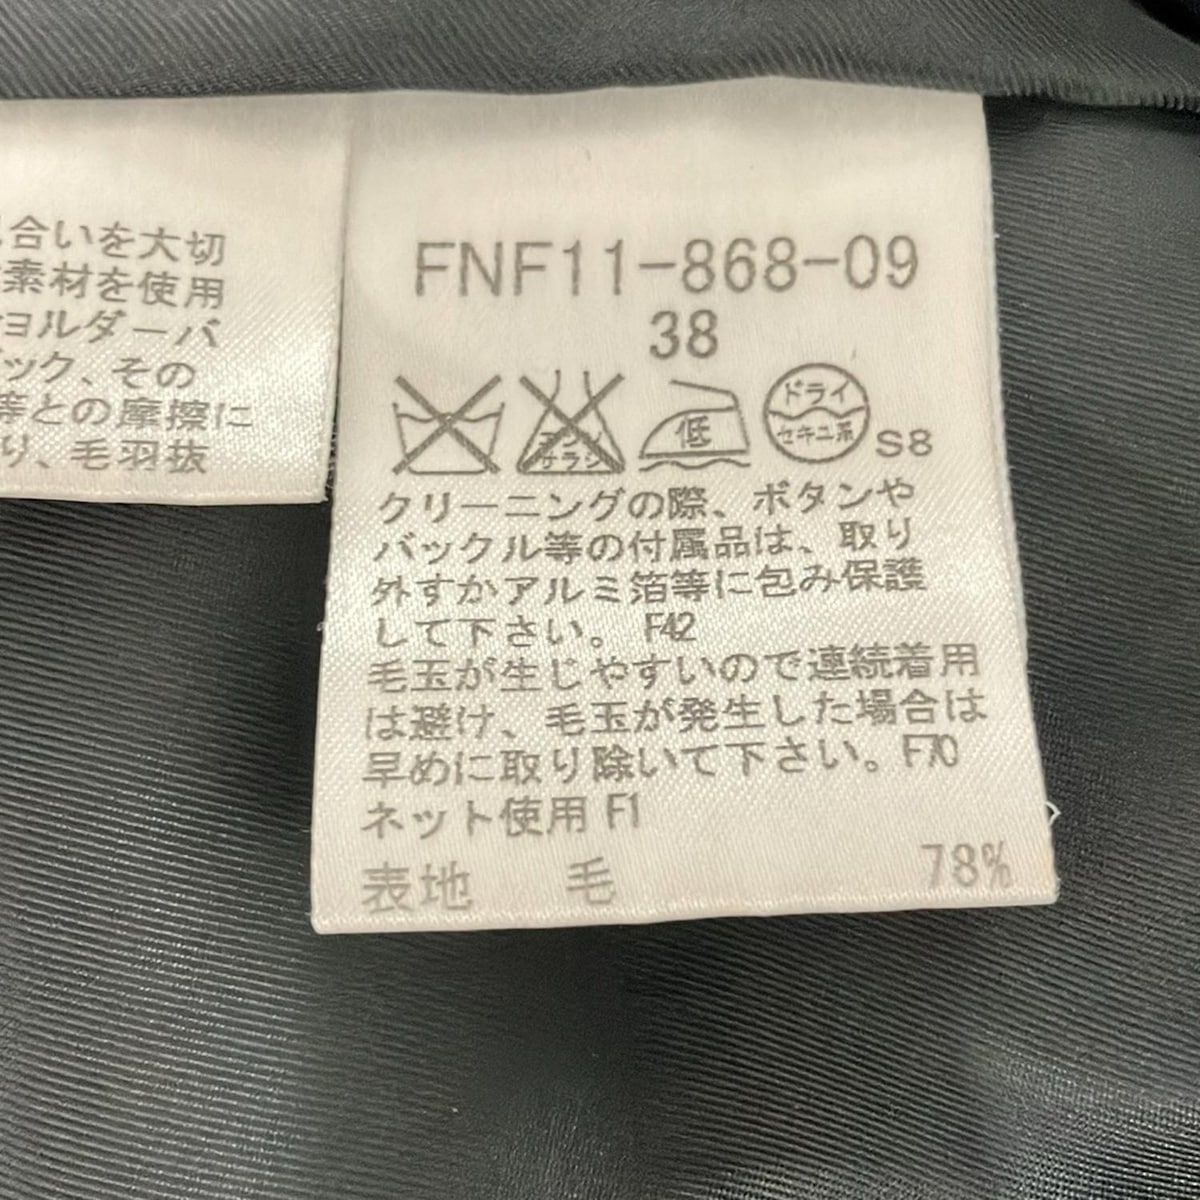 合いを大切
素材を使用
ョルダーバ
ック、その
等との摩擦に
り、毛羽抜
FNF11-868-09
38
エンソ
サラシ
低
ドライ
セキユ系
S8
クリーニングの際、ボタンや
バックル等の付属品は、取り
外すかアルミ箔等に包み保護
して下さい。 F42
毛玉が生じやすいので連続着用
は避け、毛玉が発生した場合は
早めに取り除いて下さい。F70
ネット使用 F1
表地 毛 78%